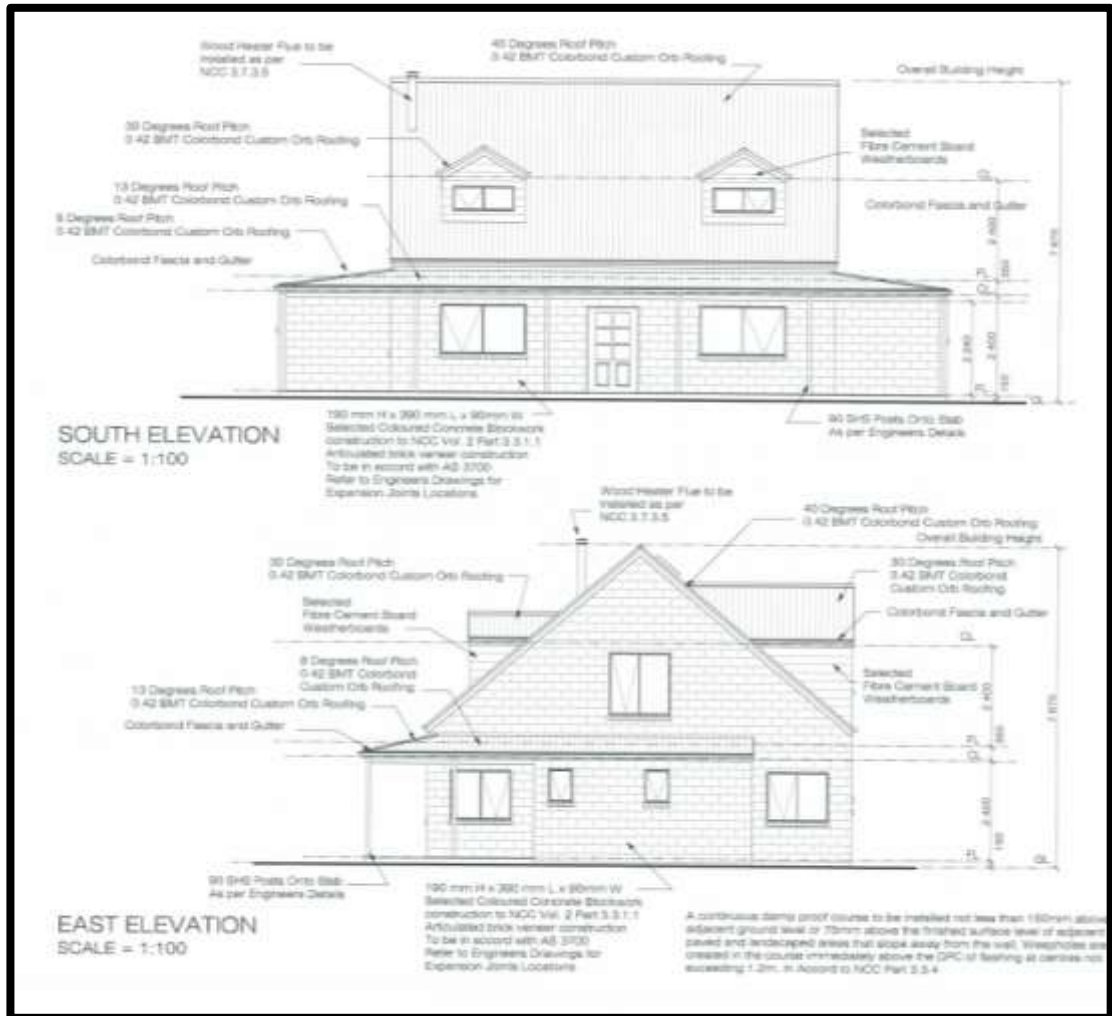 Wood Heater Flue to be
installed as per
NCC 3.7.3.5
Degrees Roof Pitch
0.42 BMT Colorbond Custom Orb Roofing
Overall Building Height
30 Degrees Roof Pitch
0.42 BMT Colorbond Custom Orb Roofing
Selected
Fibre Cement Board
Weatherboards
13 Degrees Roof Pitch
0.42 BMT Colorbond Custom Orb Roofing
Degrees Roof Pitch
0.42 BMT Colorbond Custom Orb Roofing
Colorbond Fascia and Gutter
Colorbond Fascia and Gutter
2 400
2 400
190 mm H x 390 mm L x 90mm W
Selected Coloured Concrete Blockwork
construction to NCC Vol. 2 Part 3.3.1.1
Articulated brick veneer construction
To be in accord with AS 3700
Refer to Engineers Drawings for
Expansion Joints Locations
90 SHS Posts Onto Slab
As per Engineers Details
SOUTH ELEVATION
SCALE = 1:100
Wood Heater Flue to be
installed as per
NCC 3.7.3.5
40 Degrees Roof Pitch
0.42 BMT Colorbond Custom Orb Roofing
Overall Building Height
30 Degrees Roof Pitch
0.42 BMT Colorbond Custom Orb Roofing
30 Degrees Roof Pitch
0.42 BMT Colorbond
Custom Orb Roofing
Selected
Fibre Cement Board
Weatherboards
Colorbond Fascia and Gutter
CL
Degrees Roof Pitch
0.42 BMT Colorbond
Custom Orb Roofing
Selected
Fibre Cement Board
Weatherboards
13 Degrees Roof Pitch
0.42 BMT Colorbond Custom Orb Roofing
Colorbond Fascia and Gutter
2 400
2 400
GL
90 SHS Posts Onto Slab
As per Engineers Details
190 mm H x 390 mm L x 90mm W
Selected Coloured Concrete Blockwork
construction to NCC Vol. 2 Part 3.3.1.1
Articulated brick veneer construction
To be in accord with AS 3700
Refer to Engineers Drawings for
Expansion Joints Locations
EAST ELEVATION
SCALE = 1:100
A continuous damp proof course to be installed not less than 150mm above
adjacent ground level or 75mm above the finished surface level of adjacent
paved and landscaped areas that slope away from the wall. Weepholes are
created in the course immediately above the DPC of flashing at centres not
exceeding 1.2m, in Accord to NCC Part 3.3.4